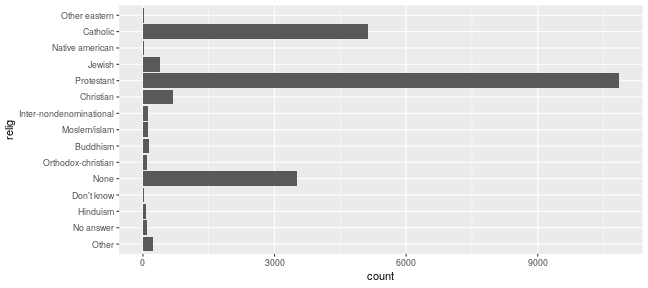 Other eastern
Catholic
Native american
Jewish
Protestant
Christian
Inter-nondenominational
Moslem/islam
Buddhism
Orthodox-christian
None
Don't know
Hinduism
No answer
Other
relig
0 3000 6000 9000
count